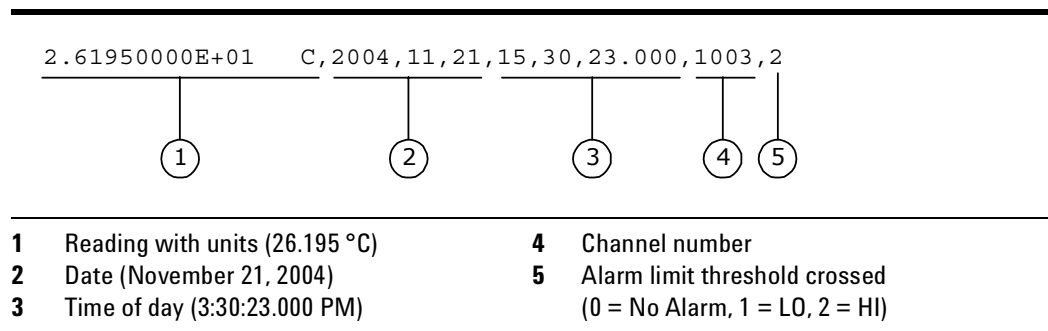 2.61950000E+01 C,2004,11,21,15,30,23.000,1003,2
1 2 3 4 5
1 Reading with units (26.195 °C)
2 Date (November 21, 2004)
3 Time of day (3:30:23.000 PM)
4 Channel number
5 Alarm limit threshold crossed
(0 = No Alarm, 1 = LO, 2 = HI)